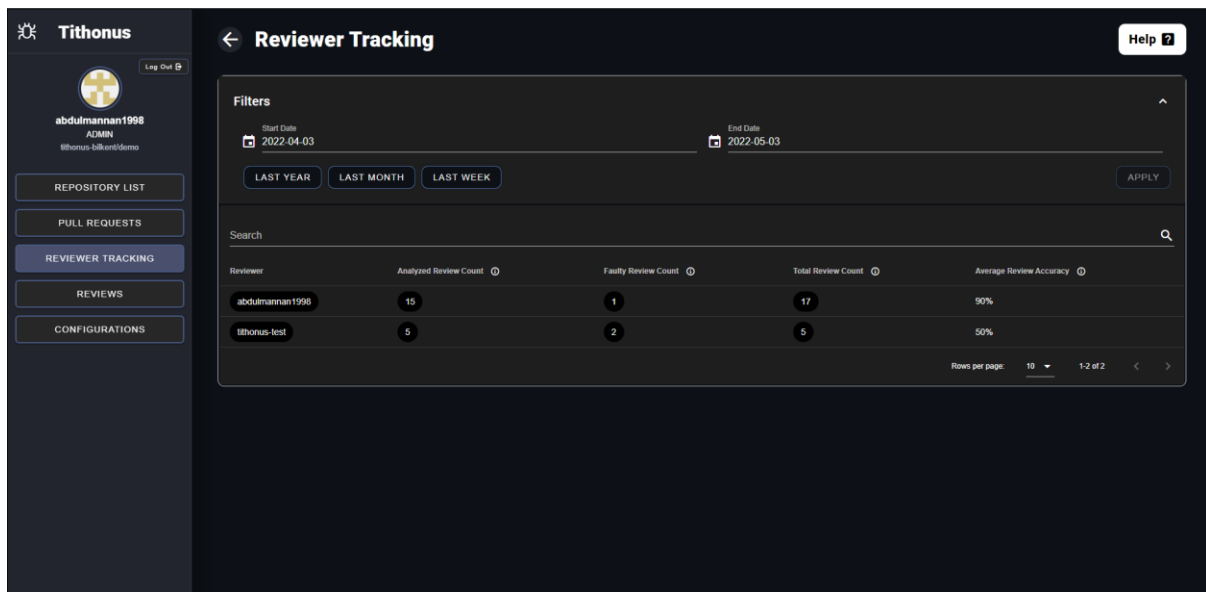 Tithonus
Log Out
abdulmannan1998
ADMIN
tithonus-bilkent/demo
REPOSITORY LIST
PULL REQUESTS
REVIEWER TRACKING
REVIEWS
CONFIGURATIONS
Reviewer Tracking
Help ?
Filters
Start Date
2022-04-03
End Date
2022-05-03
LAST YEAR LAST MONTH LAST WEEK APPLY
Search
Reviewer Analyzed Review Count Faulty Review Count Total Review Count Average Review Accuracy
abdulmannan1998 15 1 17 90%
tithonus-test 5 2 5 50%
Rows per page: 10 1-2 of 2